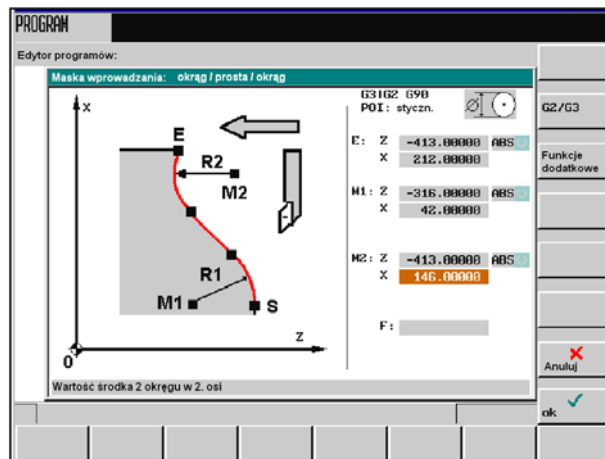 PROGRAM
Edytor programów:
Maska wprowadzania: okrąg / prosta / okrąg
G3|G2 G90
POI: styczn.
E: Z -413.00000 ABS
X 212.00000
M1: Z -316.00000 ABS
X 42.00000
M2: Z -413.00000 ABS
X 146.00000
F:
X
E
R2
M2
R1
M1
S
Z
0
Wartość środka 2 okręgu w 2. osi
G2/G3
Funkcje
dodatkowe
Anuluj
ok